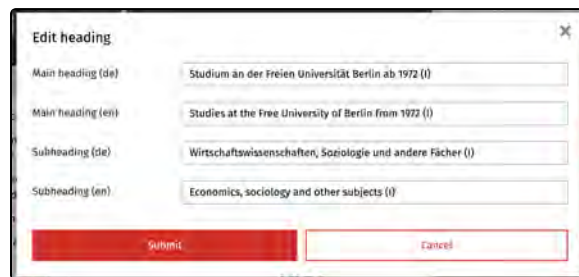 Edit heading
Main heading (de) Studium an der Freien Universität Berlin ab 1972 (I)
Main heading (en) Studies at the Free University of Berlin from 1972 (I)
Subheading (de) Wirtschaftswissenschaften, Soziologie und andere Fächer (I)
Subheading (en) Economics, sociology and other subjects (I)
Submit Cancel